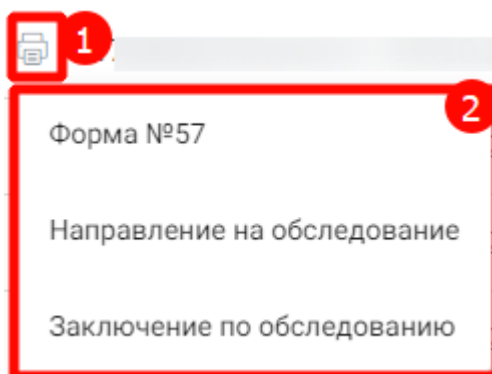 1
2
Форма №57
Направление на обследование
Заключение по обследованию